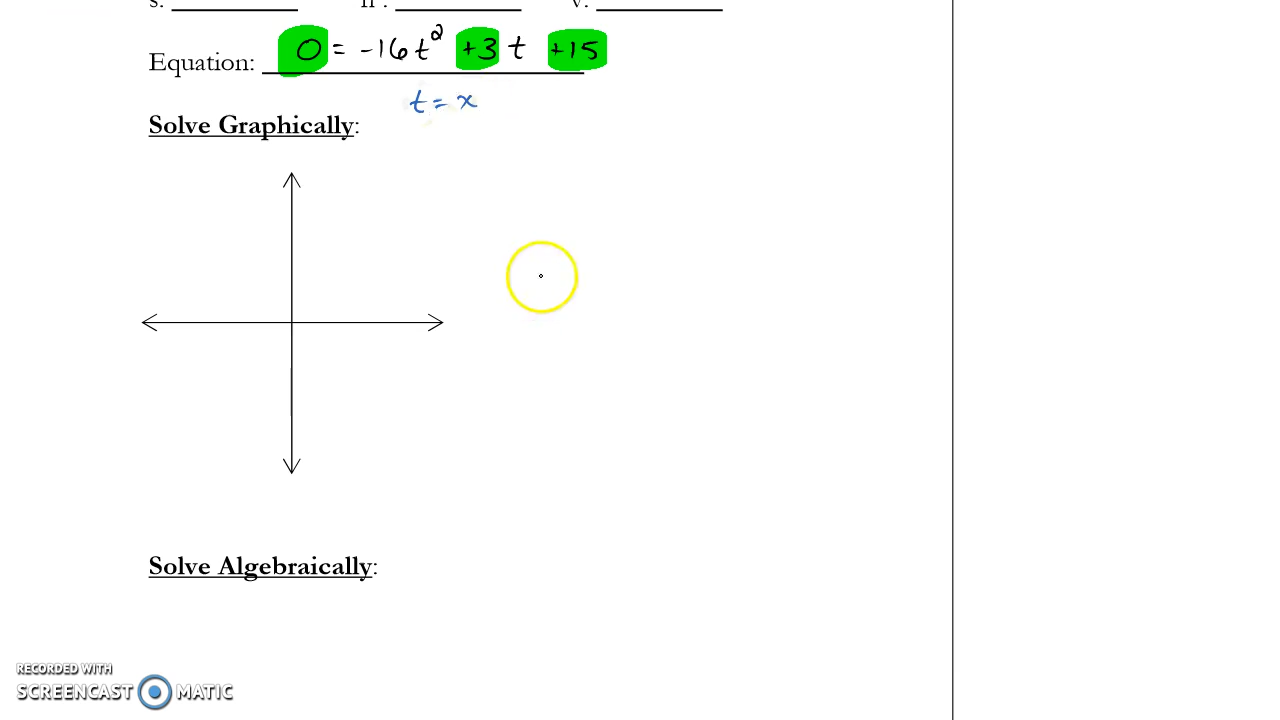 s: h : v:
Equation: 0 = -16t² +3 t +15
t = x
Solve Graphically:
Solve Algebraically:
RECORDED WITH
SCREENCAST MATIC